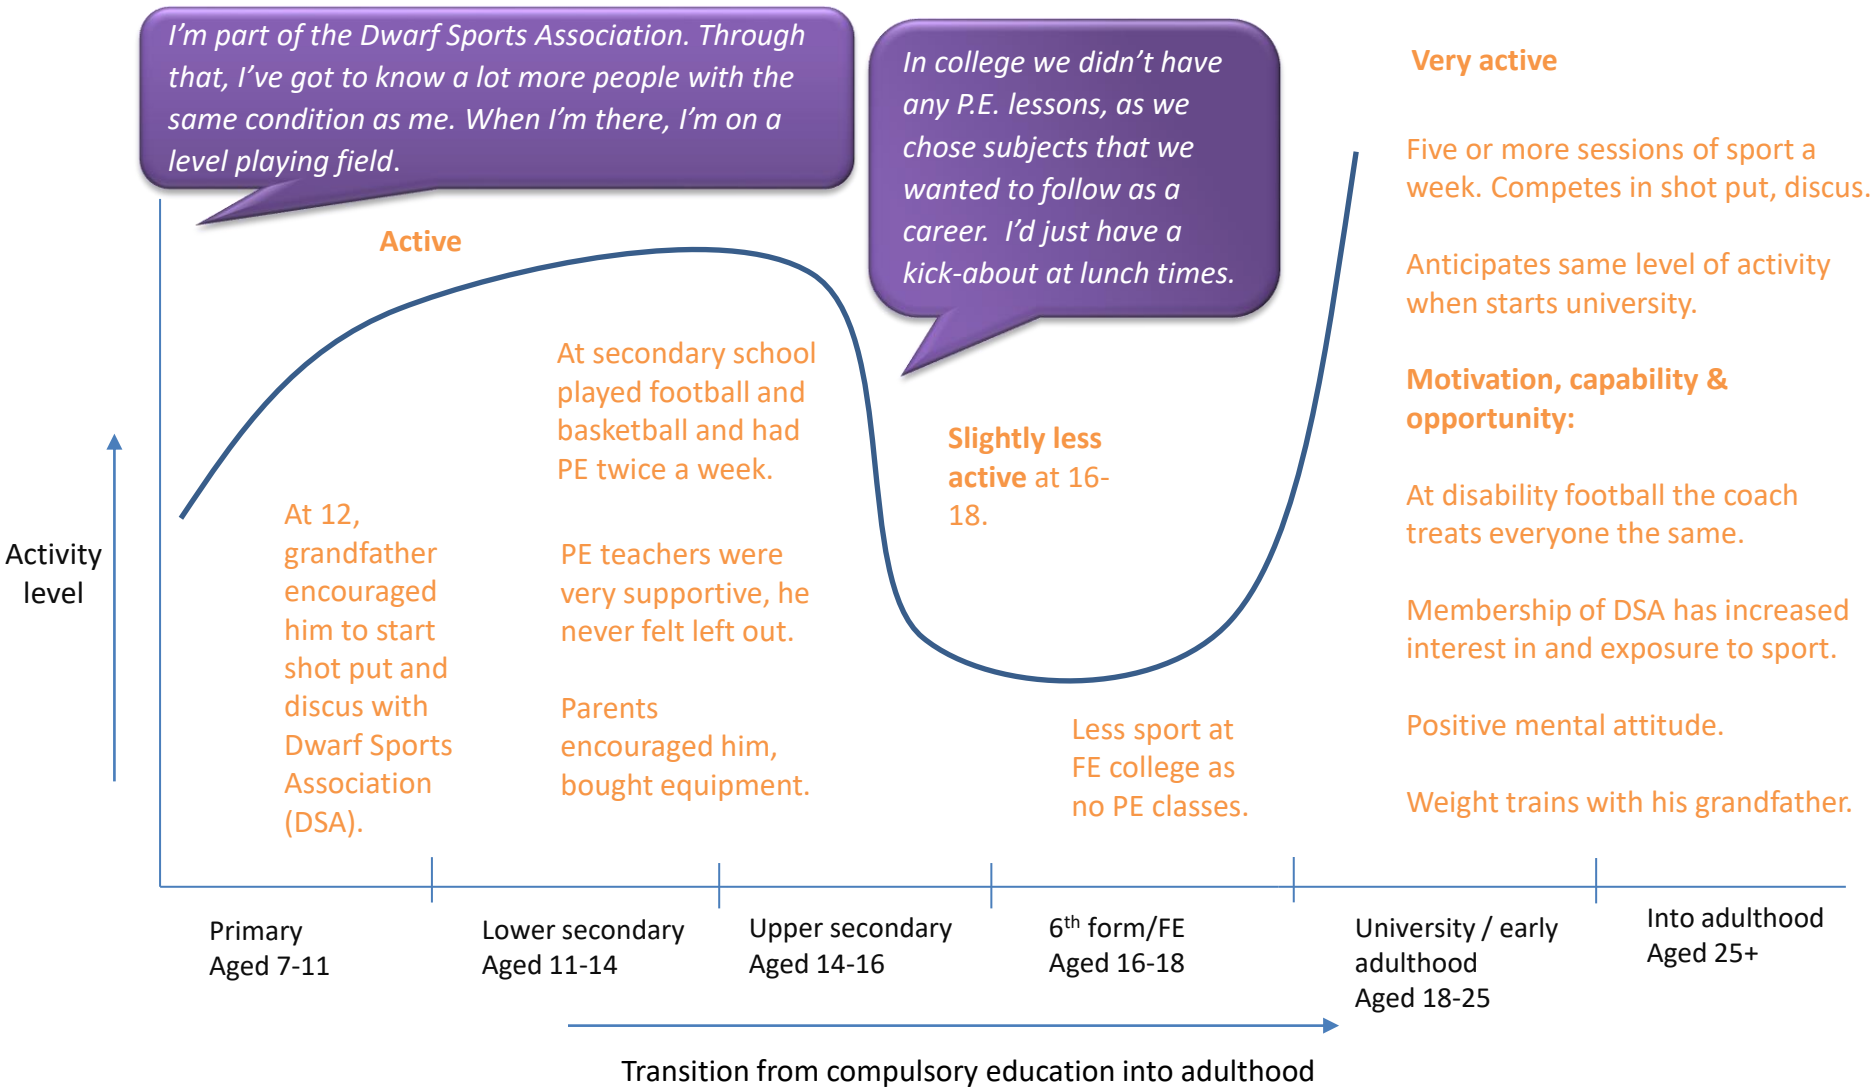 I'm part of the Dwarf Sports Association. Through
that, I've got to know a lot more people with the
same condition as me. When I'm there, I'm on a
level playing field.
In college we didn't have
any P.E. lessons, as we
chose subjects that we
wanted to follow as a
career.  I'd just have a
kick-about at lunch times.
Very active
Five or more sessions of sport a
week. Competes in shot put, discus.
Anticipates same level of activity
when starts university.
Motivation, capability &
opportunity:
At disability football the coach
treats everyone the same.
Membership of DSA has increased
interest in and exposure to sport.
Positive mental attitude.
Weight trains with his grandfather.
Active
At secondary school
played football and
basketball and had
PE twice a week.
PE teachers were
very supportive, he
never felt left out.
Parents
encouraged him,
bought equipment.
At 12,
grandfather
encouraged
him to start
shot put and
discus with
Dwarf Sports
Association
(DSA).
Slightly less
active at 16-
18.
Less sport at
FE college as
no PE classes.
Activity
level
Primary
Aged 7-11
Lower secondary
Aged 11-14
Upper secondary
Aged 14-16
6th form/FE
Aged 16-18
University / early
adulthood
Aged 18-25
Into adulthood
Aged 25+
Transition from compulsory education into adulthood